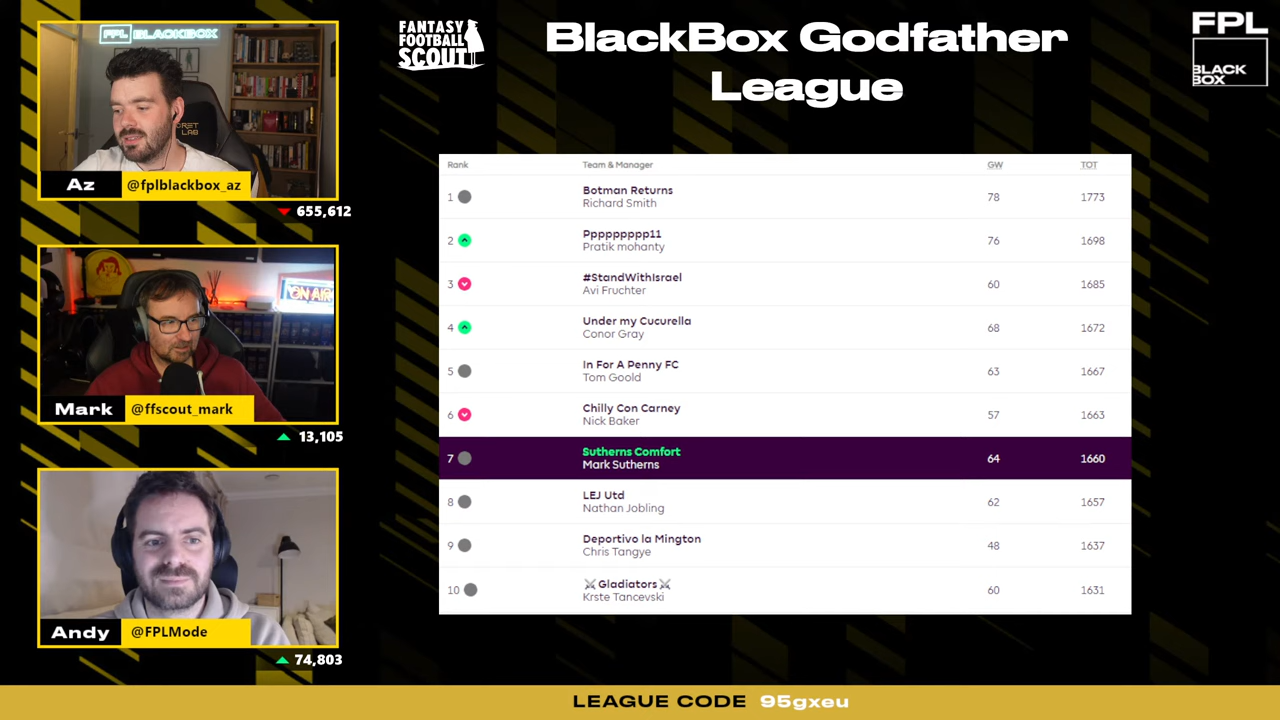 FPL BLACKBOX
Az
@fplblackbox_az
655,612
ON AIR
Mark
@ffscout_mark
13,105
Andy
@FPLMode
74,803
FANTASY
FOOTBALL
SCOUT
BlackBox Godfather
League
FPL
BLACK
BOX
Rank Team & Manager GW TOT
1 Botman Returns 78 1773
Richard Smith
2 Ppppppppp11 76 1698
Pratik mohanty
3 #StandWithIsrael 60 1685
Avi Fruchter
4 Under my Cucurella 68 1672
Conor Gray
5 In For A Penny FC 63 1667
Tom Goold
6 Chilly Con Carney 57 1663
Nick Baker
7 Sutherns Comfort 64 1660
Mark Sutherns
8 LEJ Utd 62 1657
Nathan Jobling
9 Deportivo la Mington 48 1637
Chris Tangye
10 ⚔Gladiators⚔ 60 1631
Krste Tancevski
LEAGUE CODE 95gxeu